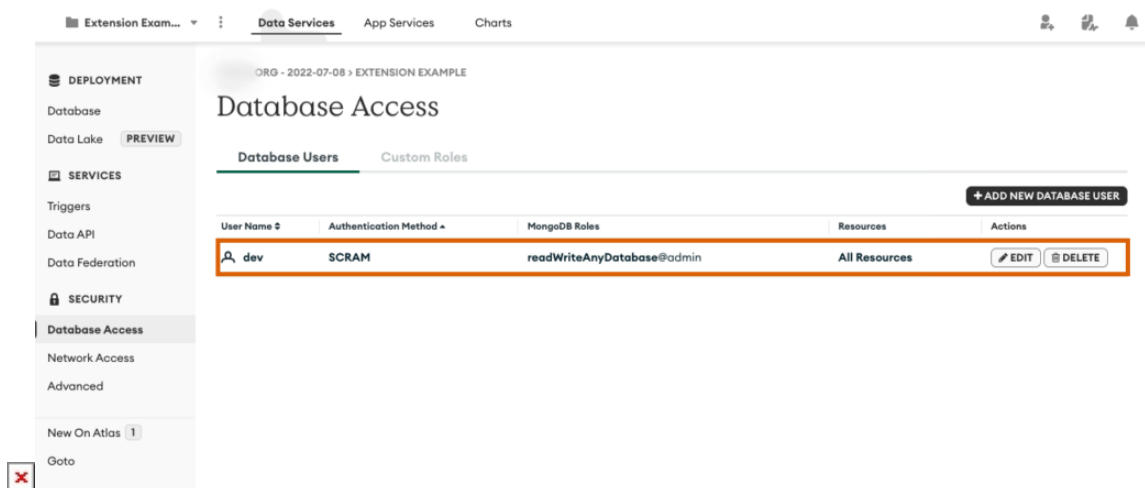 Extension Exam...
Data Services
App Services
Charts
DEPLOYMENT
Database
Data Lake PREVIEW
SERVICES
Triggers
Data API
Data Federation
SECURITY
Database Access
Network Access
Advanced
New On Atlas 1
Goto
ORG - 2022-07-08 > EXTENSION EXAMPLE
Database Access
Database Users Custom Roles
+ ADD NEW DATABASE USER
User Name Authentication Method MongoDB Roles Resources Actions
dev SCRAM readWriteAnyDatabase@admin All Resources EDIT DELETE